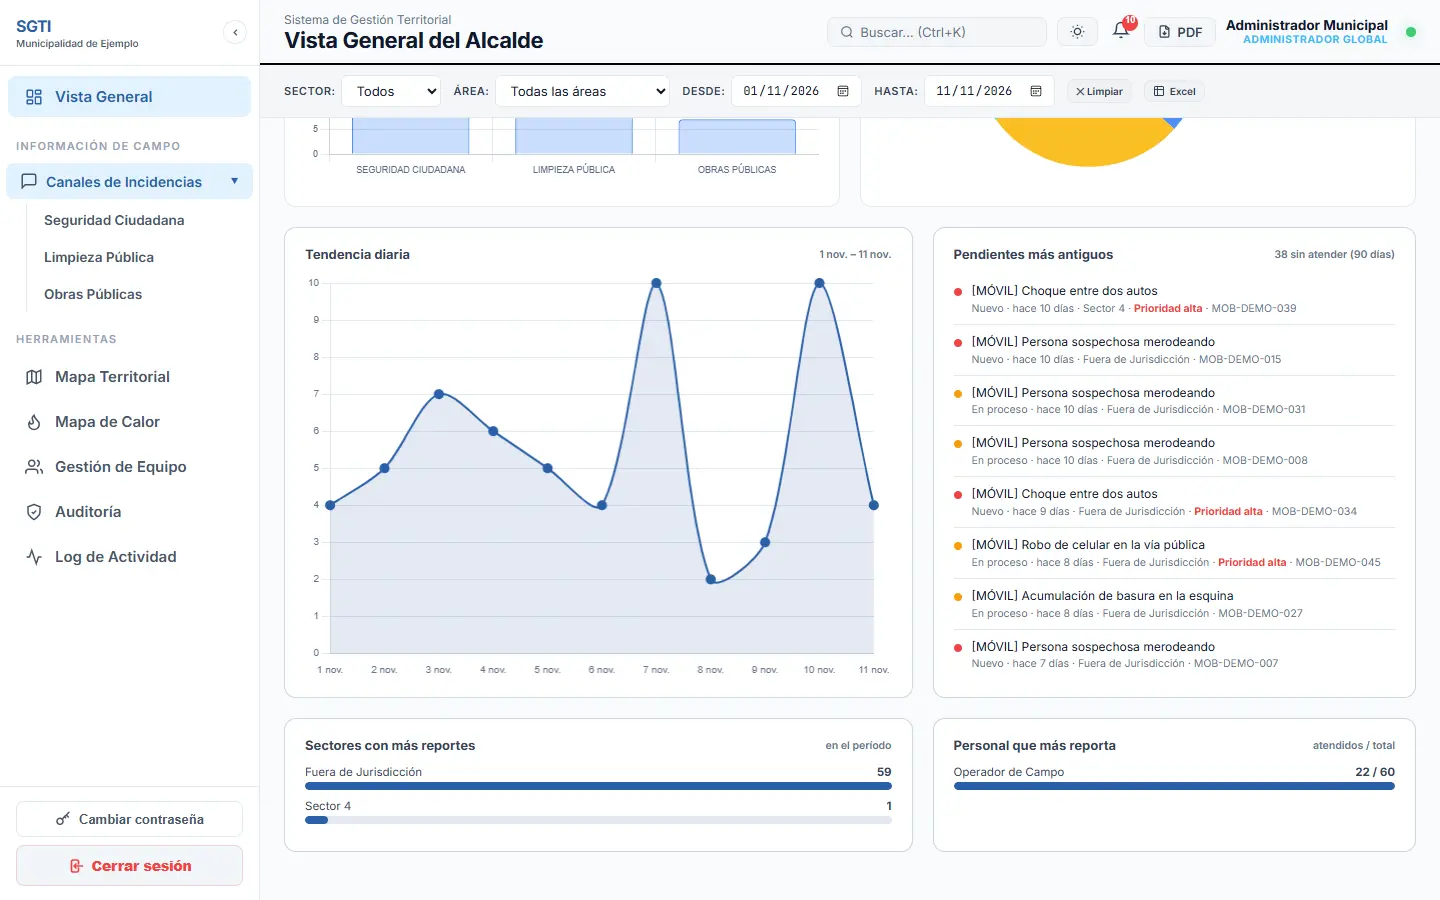 SGTI
Municipalidad de Ejemplo
Vista General
INFORMACIÓN DE CAMPO
Canales de Incidencias
Seguridad Ciudadana
Limpieza Pública
Obras Públicas
HERRAMIENTAS
Mapa Territorial
Mapa de Calor
Gestión de Equipo
Auditoría
Log de Actividad
Cambiar contraseña
Cerrar sesión
Sistema de Gestión Territorial
Vista General del Alcalde
Buscar... (Ctrl+K)
10
PDF
Administrador Municipal
ADMINISTRADOR GLOBAL
SECTOR: Todos ÁREA: Todas las áreas DESDE: 01/11/2026 HASTA: 11/11/2026 Limpiar Excel
5
0
SEGURIDAD CIUDADANA LIMPIEZA PÚBLICA OBRAS PÚBLICAS
Tendencia diaria 1 nov. – 11 nov.
10
9
8
7
6
5
4
3
2
1
0
1 nov. 2 nov. 3 nov. 4 nov. 5 nov. 6 nov. 7 nov. 8 nov. 9 nov. 10 nov. 11 nov.
Pendientes más antiguos 38 sin atender (90 días)
[MÓVIL] Choque entre dos autos
Nuevo · hace 10 días · Sector 4 · Prioridad alta · MOB-DEMO-039
[MÓVIL] Persona sospechosa merodeando
Nuevo · hace 10 días · Fuera de Jurisdicción · MOB-DEMO-015
[MÓVIL] Persona sospechosa merodeando
En proceso · hace 10 días · Fuera de Jurisdicción · MOB-DEMO-031
[MÓVIL] Persona sospechosa merodeando
En proceso · hace 10 días · Fuera de Jurisdicción · MOB-DEMO-008
[MÓVIL] Choque entre dos autos
Nuevo · hace 9 días · Fuera de Jurisdicción · Prioridad alta · MOB-DEMO-034
[MÓVIL] Robo de celular en la vía pública
En proceso · hace 8 días · Fuera de Jurisdicción · Prioridad alta · MOB-DEMO-045
[MÓVIL] Acumulación de basura en la esquina
En proceso · hace 8 días · Fuera de Jurisdicción · MOB-DEMO-027
[MÓVIL] Persona sospechosa merodeando
Nuevo · hace 7 días · Fuera de Jurisdicción · MOB-DEMO-007
Sectores con más reportes en el período
Fuera de Jurisdicción 59
Sector 4 1
Personal que más reporta atendidos / total
Operador de Campo 22 / 60